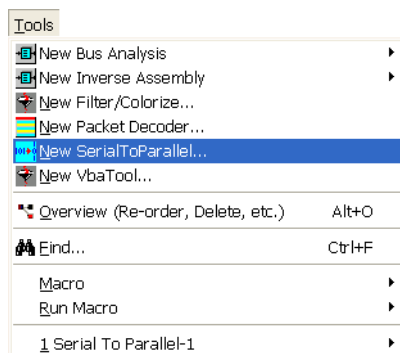 Tools
New Bus Analysis
New Inverse Assembly
New Filter/Colorize...
New Packet Decoder...
New SerialToParallel...
New VbaTool...
Overview (Re-order, Delete, etc.) Alt+O
Find... Ctrl+F
Macro
Run Macro
1 Serial To Parallel-1